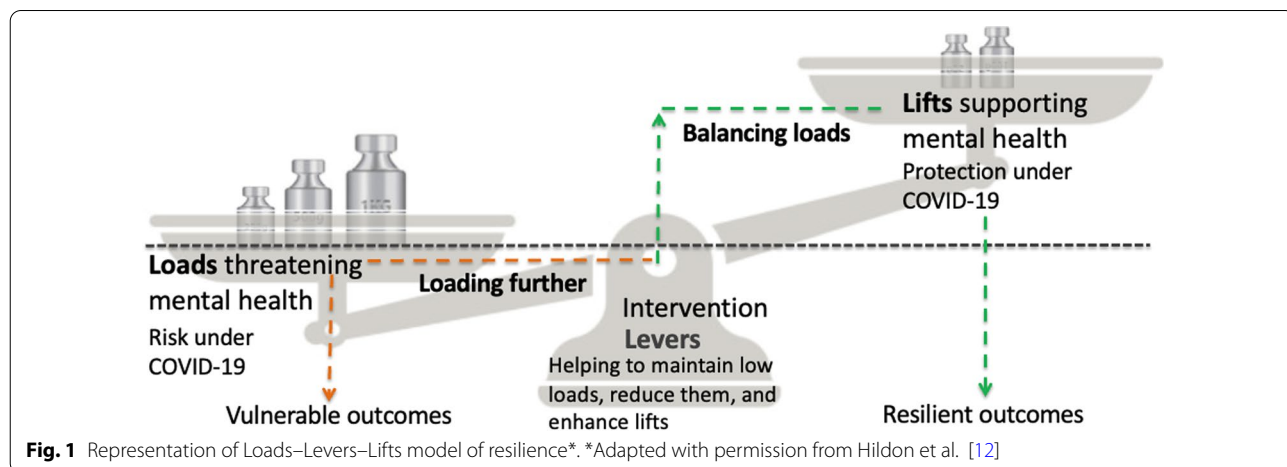 Lifts supporting
mental health
Protection under
COVID-19
Balancing loads
Loads threatening
mental health
Risk under
COVID-19
Loading further
Intervention
Levers
Helping to maintain low
loads, reduce them, and
enhance lifts
Vulnerable outcomes
Resilient outcomes
Fig. 1 Representation of Loads–Levers–Lifts model of resilience*. *Adapted with permission from Hildon et al. [12]